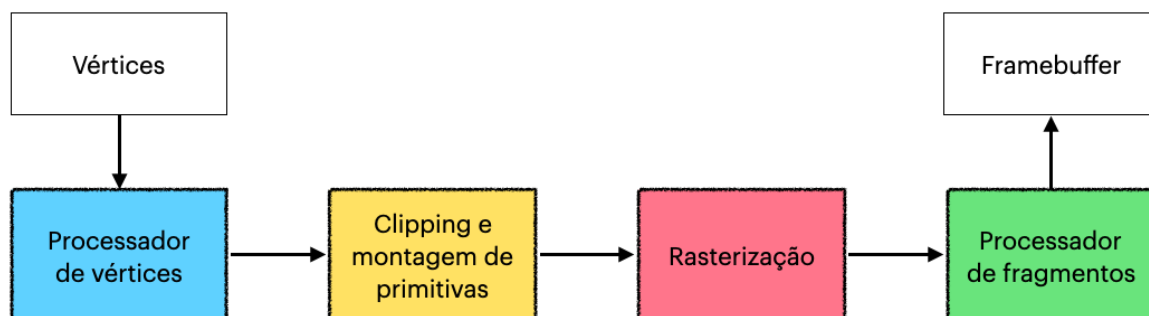 Vértices
Framebuffer
Processador
de vértices
Clipping e
montagem de
primitivas
Rasterização
Processador
de fragmentos